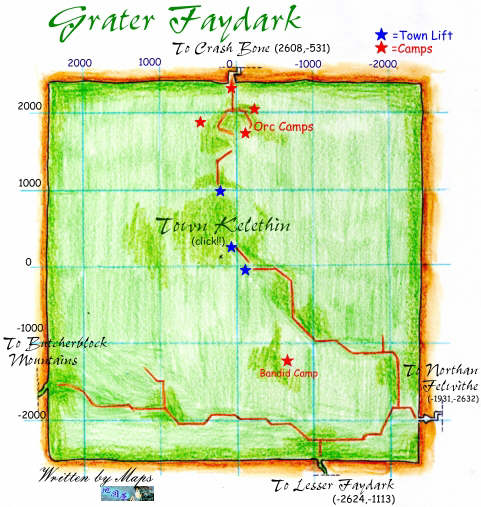 Grater Faydark
=Town Lift
=Camps
To Crash Bone (2608,-531)
2000 1000 0 -1000 -2000
2000
Orc Camps
1000
Town Kelethin
(click!!)
0
-1000
To Butcherblock
Mountains
Bandid Camp
To Northan
Felwithe
(-1931,-2632)
-2000
Written by Maps
To Lesser Faydark
(-2624,-1113)